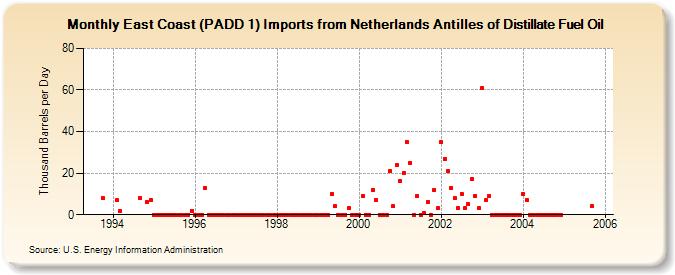 Monthly East Coast (PADD 1) Imports from Netherlands Antilles of Distillate Fuel Oil
Thousand Barrels per Day
80
60
40
20
0
1994 1996 1998 2000 2002 2004 2006
Source: U.S. Energy Information Administration